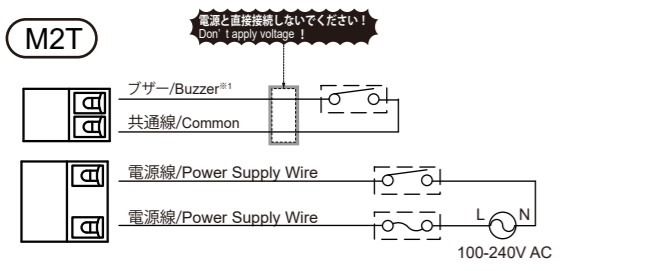 電源と直接接続しないでください！
Don't apply voltage！
M2T
ブザー/Buzzer※1
共通線/Common
電源線/Power Supply Wire
電源線/Power Supply Wire
L N
100-240V AC